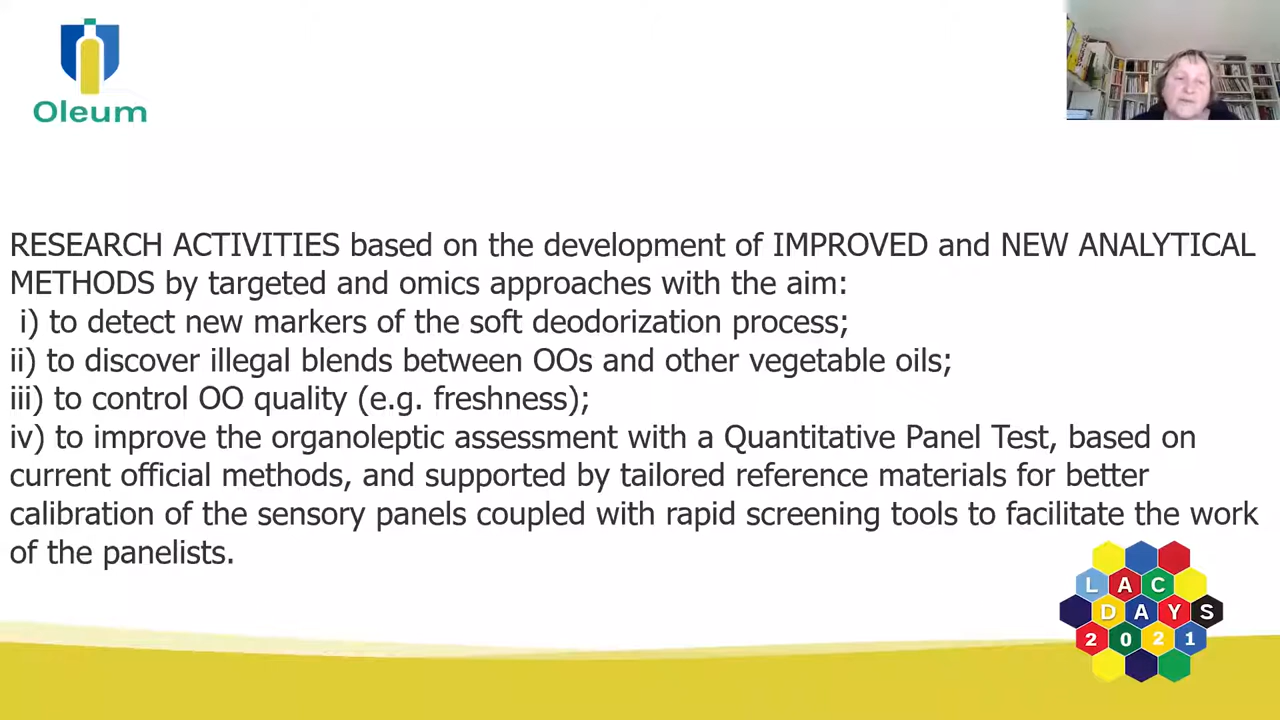 Oleum
RESEARCH ACTIVITIES based on the development of IMPROVED and NEW ANALYTICAL
METHODS by targeted and omics approaches with the aim:
i) to detect new markers of the soft deodorization process;
ii) to discover illegal blends between OOs and other vegetable oils;
iii) to control OO quality (e.g. freshness);
iv) to improve the organoleptic assessment with a Quantitative Panel Test, based on
current official methods, and supported by tailored reference materials for better
calibration of the sensory panels coupled with rapid screening tools to facilitate the work
of the panelists.
LAC
DAYS
2021